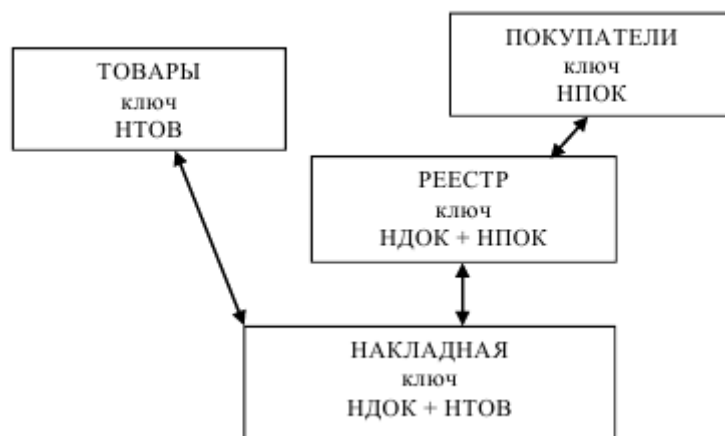 ПОКУПАТЕЛИ
ключ
НПОК
ТОВАРЫ
ключ
НТОВ
РЕЕСТР
ключ
НДОК + НПОК
НАКЛАДНАЯ
ключ
НДОК + НТОВ